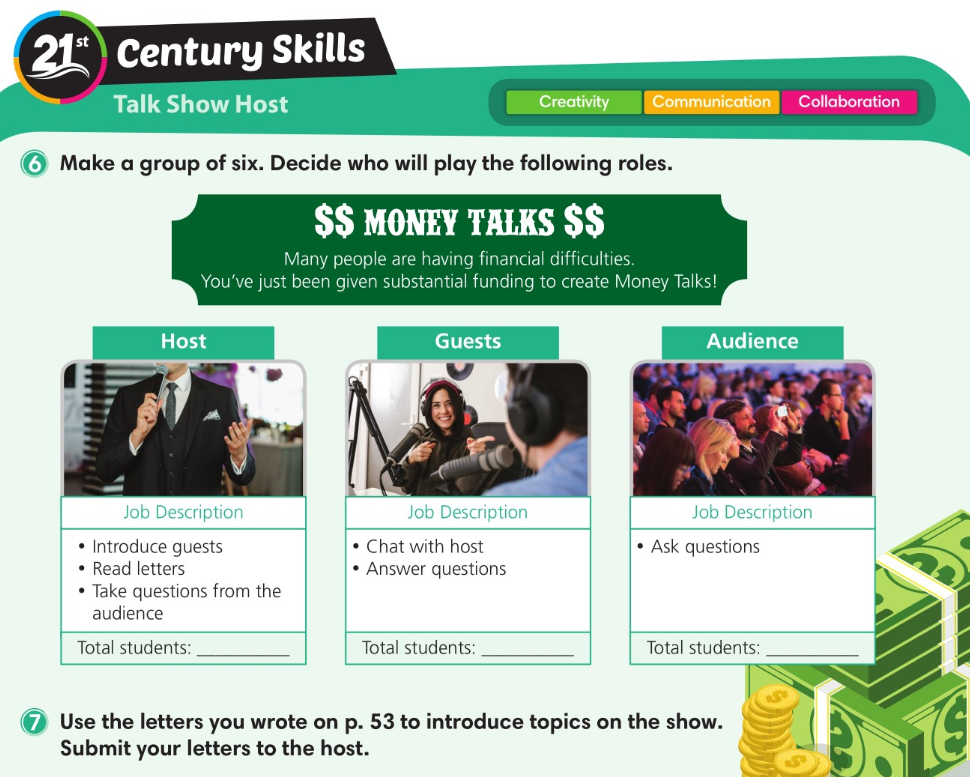 21st Century Skills
Talk Show Host
Creativity Communication Collaboration
6 Make a group of six. Decide who will play the following roles.
$$ MONEY TALKS $$
Many people are having financial difficulties.
You've just been given substantial funding to create Money Talks!
Host
Job Description
• Introduce guests
• Read letters
• Take questions from the
audience
Total students: __________
Guests
Job Description
• Chat with host
• Answer questions
Total students: __________
Audience
Job Description
• Ask questions
Total students: __________
7 Use the letters you wrote on p. 53 to introduce topics on the show.
Submit your letters to the host.